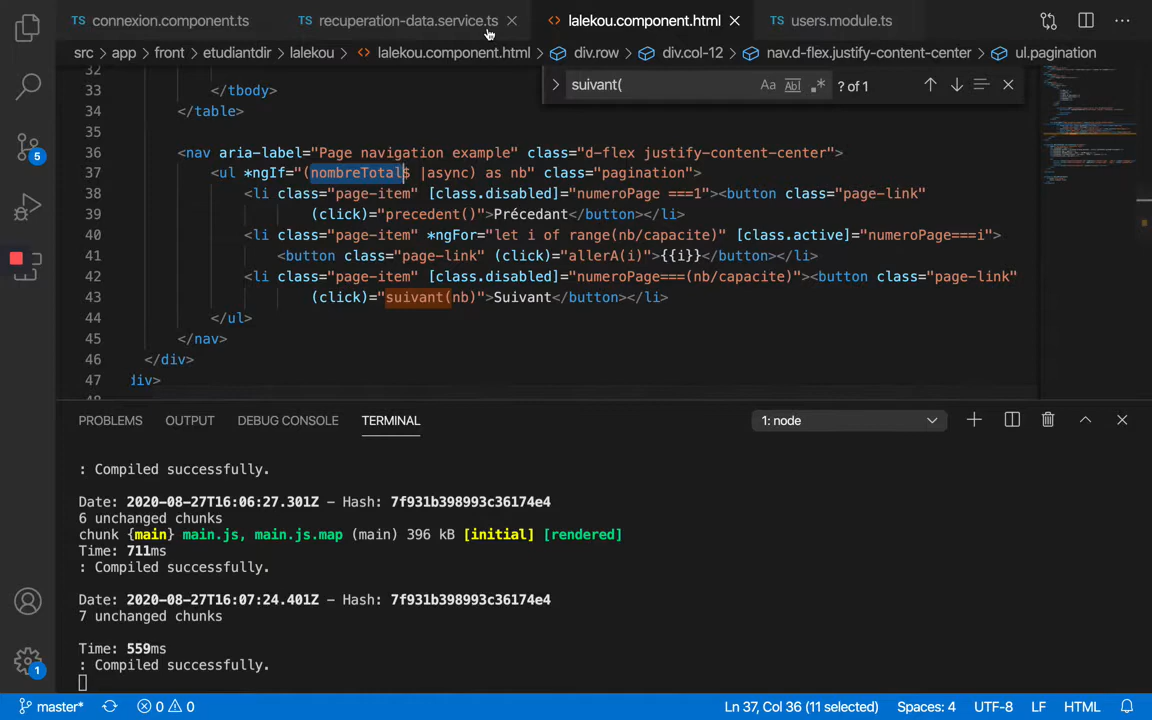 connexion.component.ts recuperation-data.service.ts lalekou.component.html users.module.ts
src app front etudiantdir lalekou lalekou.component.html div.row div.col-12 nav.d-flex.justify-content-center ul.pagination
suivant( Aa Abl .* ? of 1
32
33 </tbody>
34 </table>
35
36 <nav aria-label="Page navigation example" class="d-flex justify-content-center">
37 <ul *ngIf="(nombreTotal$ |async) as nb" class="pagination">
38 <li class="page-item" [class.disabled]="numeroPage ===1"><button class="page-link"
39 (click)="precedent()">Précedant</button></li>
40 <li class="page-item" *ngFor="let i of range(nb/capacite)" [class.active]="numeroPage===i">
41 <button class="page-link" (click)="allerA(i)">{{i}}</button></li>
42 <li class="page-item" [class.disabled]="numeroPage===(nb/capacite)"><button class="page-link"
43 (click)="suivant(nb)">Suivant</button></li>
44 </ul>
45 </nav>
46 </div>
47 div>
PROBLEMS OUTPUT DEBUG CONSOLE TERMINAL 1: node
: Compiled successfully.
Date: 2020-08-27T16:06:27.301Z - Hash: 7f931b398993c36174e4
6 unchanged chunks
chunk {main} main.js, main.js.map (main) 396 kB [initial] [rendered]
Time: 711ms
: Compiled successfully.
Date: 2020-08-27T16:07:24.401Z - Hash: 7f931b398993c36174e4
7 unchanged chunks
Time: 559ms
: Compiled successfully.
5
1
master* 0 0 Ln 37, Col 36 (11 selected) Spaces: 4 UTF-8 LF HTML